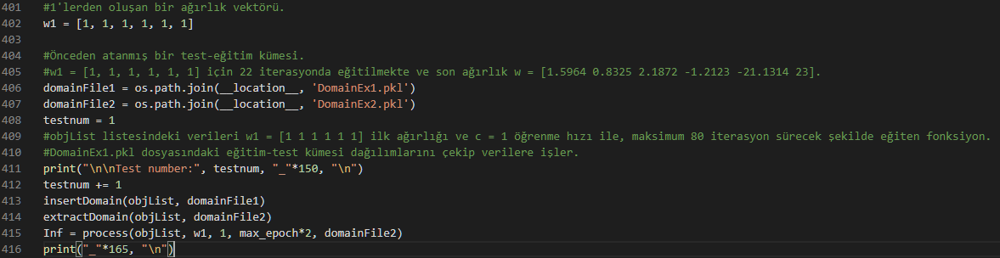 401 #1'lerden oluşan bir ağırlık vektörü.
402 w1 = [1, 1, 1, 1, 1, 1]
403
404 #Önceden atanmış bir test-eğitim kümesi.
405 #w1 = [1, 1, 1, 1, 1, 1] için 22 iterasyonda eğitilmekte ve son ağırlık w = [1.5964 0.8325 2.1872 -1.2123 -21.1314 23].
406 domainFile1 = os.path.join(__location__, 'DomainEx1.pkl')
407 domainFile2 = os.path.join(__location__, 'DomainEx2.pkl')
408 testnum = 1
409 #objList listesindeki verileri w1 = [1 1 1 1 1 1] ilk ağırlığı ve c = 1 öğrenme hızı ile, maksimum 80 iterasyon sürecek şekilde eğiten fonksiyon.
410 #DomainEx1.pkl dosyasındaki eğitim-test kümesi dağılımlarını çekip verilere işler.
411 print("\n\nTest number:", testnum, "_"*150, "\n")
412 testnum += 1
413 insertDomain(objList, domainFile1)
414 extractDomain(objList, domainFile2)
415 Inf = process(objList, w1, 1, max_epoch*2, domainFile2)
416 print("_"*165, "\n")